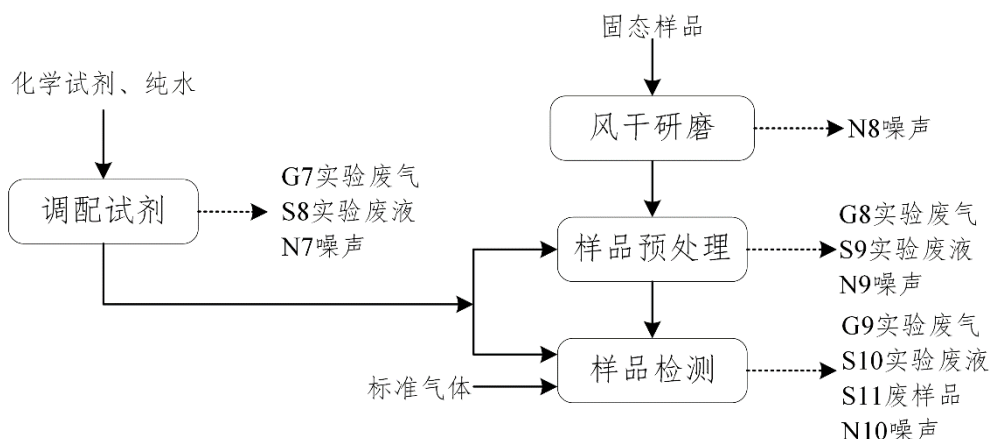 固态样品
化学试剂、纯水
风干研磨
N8噪声
调配试剂
G7实验废气
S8实验废液
N7噪声
样品预处理
G8实验废气
S9实验废液
N9噪声
样品检测
标准气体
G9实验废气
S10实验废液
S11废样品
N10噪声